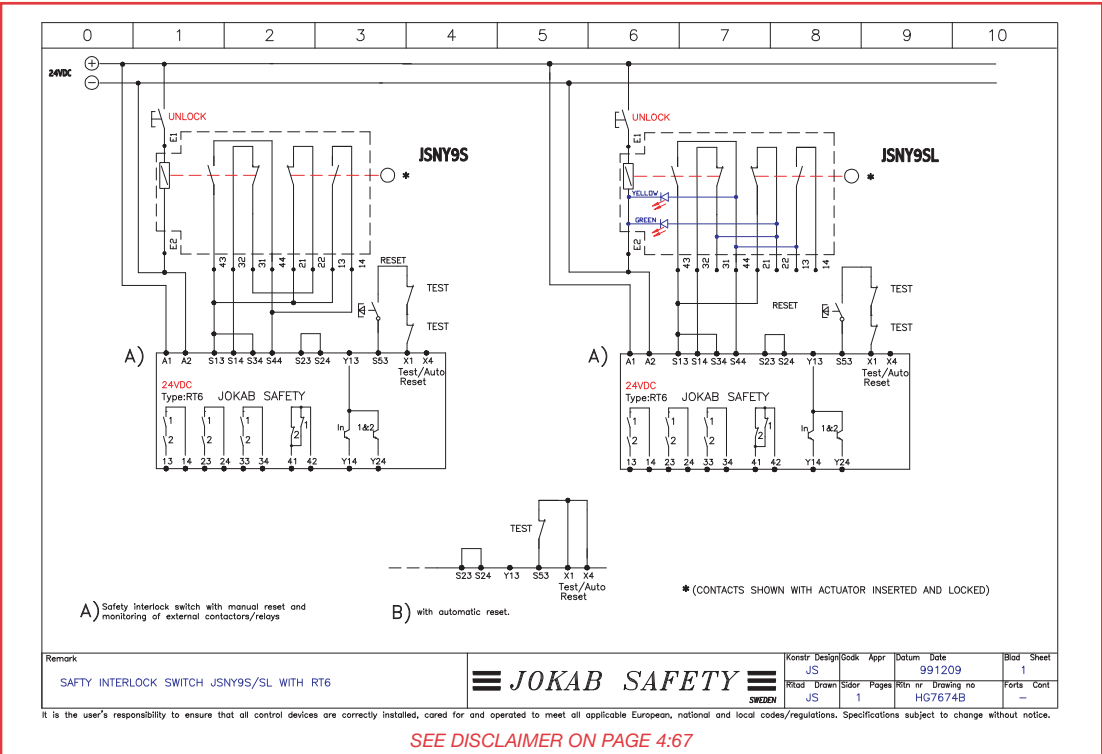 0 1 2 3 4 5 6 7 8 9 10
24VDC + −
UNLOCK
E1
JSNY9S
*
E2
43 32 31 44 21 22 13 14
RESET
TEST
TEST
A)
A1 A2 S13 S14 S34 S44 S23 S24 Y13 S53 X1 X4
Test/Auto
Reset
24VDC
Type:RT6 JOKAB SAFETY
1 1 1 1 In 1&2
2 2 2 2
13 14 23 24 33 34 41 42 Y14 Y24
UNLOCK
E1
JSNY9SL
*
YELLOW
GREEN
E2
43 32 31 44 21 22 13 14
RESET
TEST
TEST
A)
A1 A2 S13 S14 S34 S44 S23 S24 Y13 S53 X1 X4
Test/Auto
Reset
24VDC
Type:RT6 JOKAB SAFETY
1 1 1 1 In 1&2
2 2 2 2
13 14 23 24 33 34 41 42 Y14 Y24
TEST
S23 S24 Y13 S53 X1 X4
Test/Auto
Reset
* (CONTACTS SHOWN WITH ACTUATOR INSERTED AND LOCKED)
A) Safety interlock switch with manual reset and
monitoring of external contactors/relays
B) with automatic reset.
Remark
SAFTY INTERLOCK SWITCH JSNY9S/SL WITH RT6
JOKAB SAFETY
SWEDEN
Konstr Design Godk Appr Datum Date Blad Sheet
JS 991209 1
Ritad Drawn Sidor Pages Ritn nr Drawing no Forts Cont
JS 1 HG7674B –
It is the user's responsibility to ensure that all control devices are correctly installed, cared for and operated to meet all applicable European, national and local codes/regulations. Specifications subject to change without notice.
SEE DISCLAIMER ON PAGE 4:67